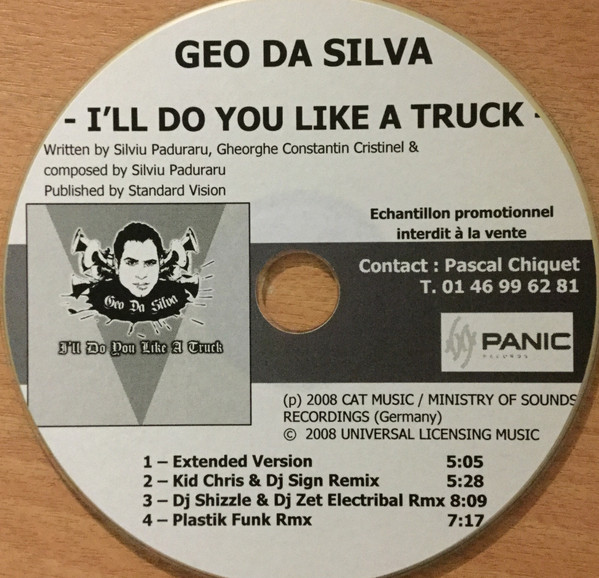 GEO DA SILVA
- I'LL DO YOU LIKE A TRUCK -
Written by Silviu Paduraru, Gheorghe Constantin Cristinel &
composed by Silviu Paduraru
Published by Standard Vision
Echantillon promotionnel
interdit à la vente
Contact : Pascal Chiquet
T. 01 46 99 62 81
Geo Da Silva
I'll Do You Like A Truck
PANIC
RECORDS
(p) 2008 CAT MUSIC / MINISTRY OF SOUNDS
RECORDINGS (Germany)
© 2008 UNIVERSAL LICENSING MUSIC
1 – Extended Version 5:05
2 – Kid Chris & Dj Sign Remix 5:28
3 – Dj Shizzle & Dj Zet Electribal Rmx 8:09
4 – Plastik Funk Rmx 7:17